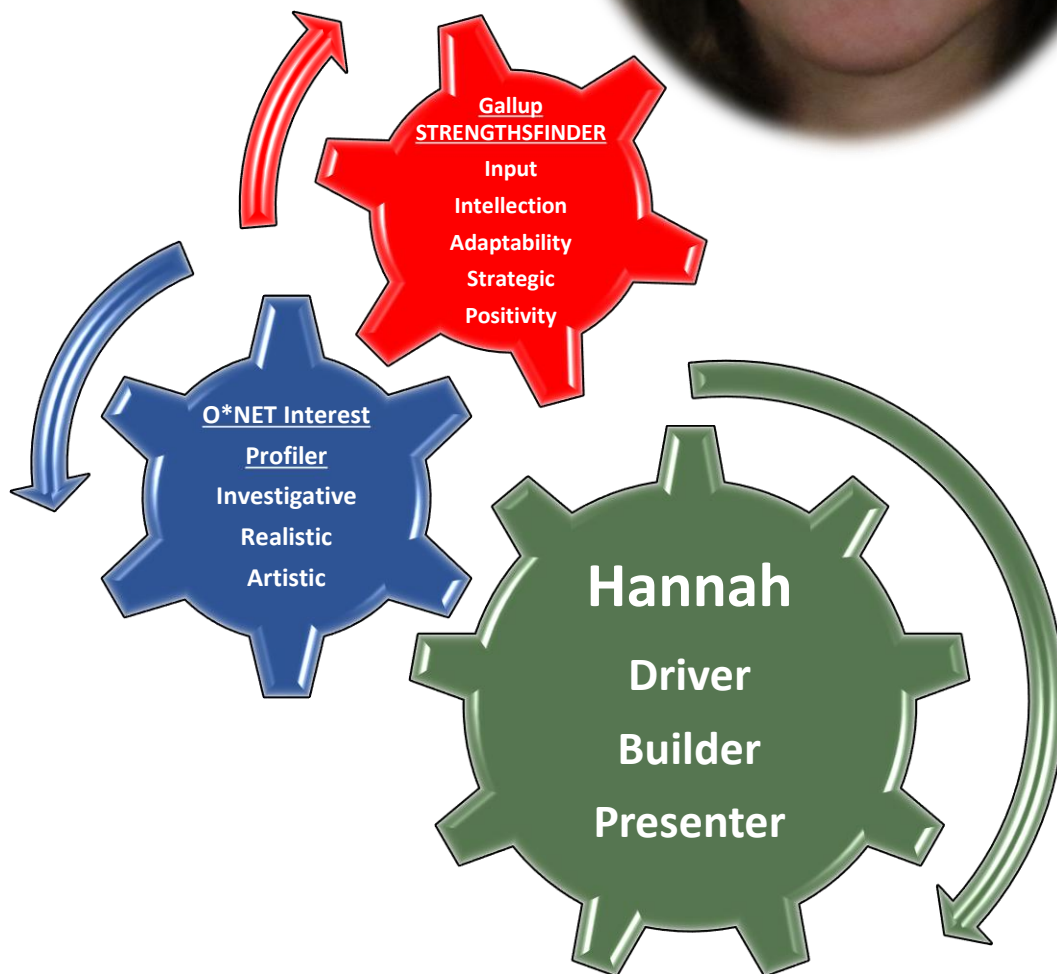 Gallup
STRENGTHSFINDER
Input
Intellection
Adaptability
Strategic
Positivity
O*NET Interest
Profiler
Investigative
Realistic
Artistic
Hannah
Driver
Builder
Presenter